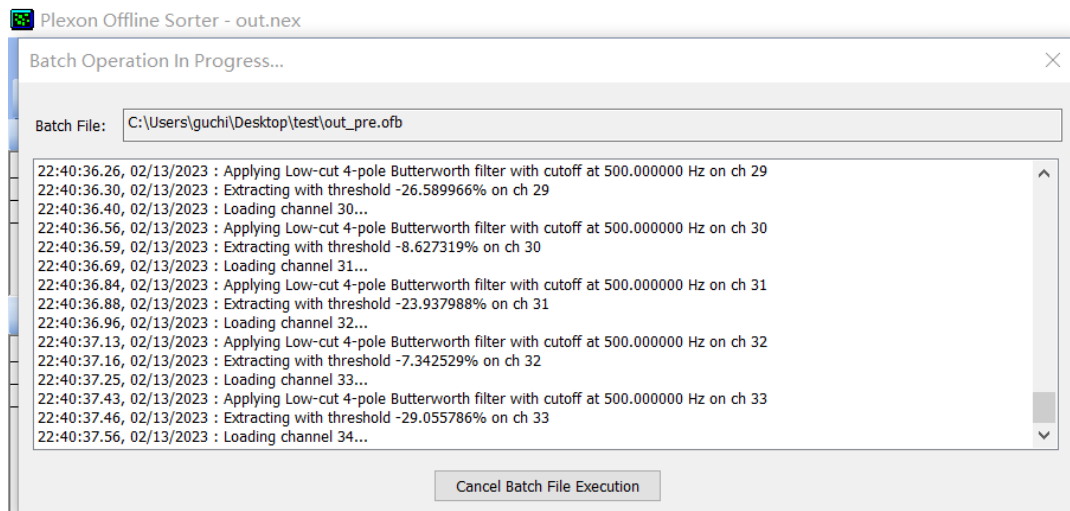 Plexon Offline Sorter - out.nex
Batch Operation In Progress...
Batch File: C:\Users\guchi\Desktop\test\out_pre.ofb
22:40:36.26, 02/13/2023 : Applying Low-cut 4-pole Butterworth filter with cutoff at 500.000000 Hz on ch 29
22:40:36.30, 02/13/2023 : Extracting with threshold -26.589966% on ch 29
22:40:36.40, 02/13/2023 : Loading channel 30...
22:40:36.56, 02/13/2023 : Applying Low-cut 4-pole Butterworth filter with cutoff at 500.000000 Hz on ch 30
22:40:36.59, 02/13/2023 : Extracting with threshold -8.627319% on ch 30
22:40:36.69, 02/13/2023 : Loading channel 31...
22:40:36.84, 02/13/2023 : Applying Low-cut 4-pole Butterworth filter with cutoff at 500.000000 Hz on ch 31
22:40:36.88, 02/13/2023 : Extracting with threshold -23.937988% on ch 31
22:40:36.96, 02/13/2023 : Loading channel 32...
22:40:37.13, 02/13/2023 : Applying Low-cut 4-pole Butterworth filter with cutoff at 500.000000 Hz on ch 32
22:40:37.16, 02/13/2023 : Extracting with threshold -7.342529% on ch 32
22:40:37.25, 02/13/2023 : Loading channel 33...
22:40:37.43, 02/13/2023 : Applying Low-cut 4-pole Butterworth filter with cutoff at 500.000000 Hz on ch 33
22:40:37.46, 02/13/2023 : Extracting with threshold -29.055786% on ch 33
22:40:37.56, 02/13/2023 : Loading channel 34...
Cancel Batch File Execution